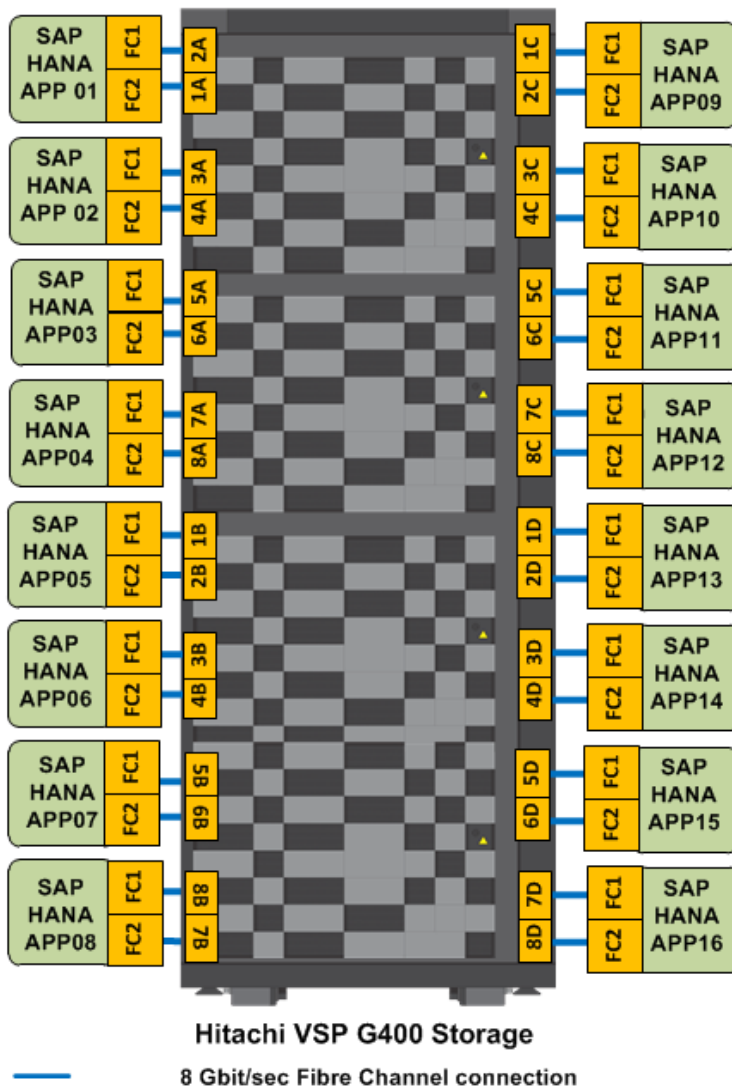 SAP
HANA
APP 01
FC1
FC2
2A
1A
SAP
HANA
APP 02
FC1
FC2
3A
4A
SAP
HANA
APP03
FC1
FC2
5A
6A
SAP
HANA
APP04
FC1
FC2
7A
8A
SAP
HANA
APP05
FC1
FC2
1B
2B
SAP
HANA
APP06
FC1
FC2
3B
4B
SAP
HANA
APP07
FC1
FC2
5B
6B
SAP
HANA
APP08
FC1
FC2
8B
7B
1C
2C
FC1
FC2
SAP
HANA
APP09
3C
4C
FC1
FC2
SAP
HANA
APP10
5C
6C
FC1
FC2
SAP
HANA
APP11
7C
8C
FC1
FC2
SAP
HANA
APP12
1D
2D
FC1
FC2
SAP
HANA
APP13
3D
4D
FC1
FC2
SAP
HANA
APP14
5D
6D
FC1
FC2
SAP
HANA
APP15
7D
8D
FC1
FC2
SAP
HANA
APP16
Hitachi VSP G400 Storage
8 Gbit/sec Fibre Channel connection